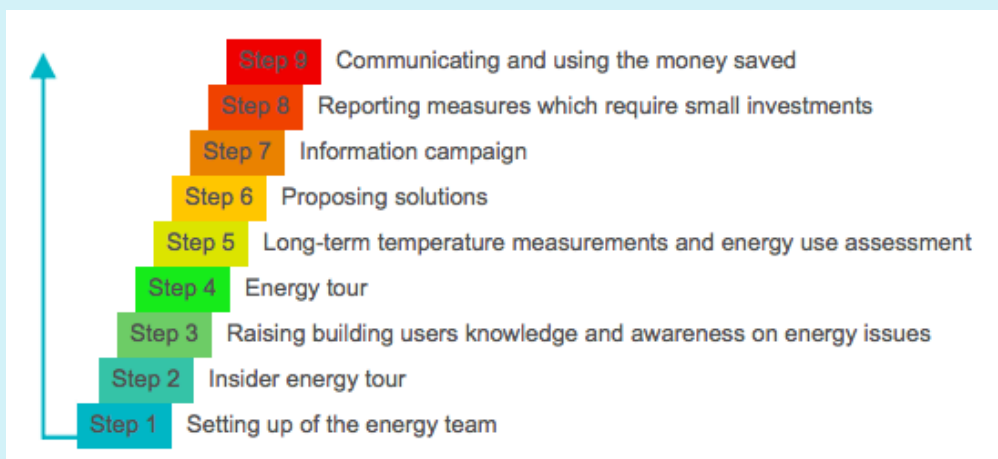 Step 9 Communicating and using the money saved
Step 8 Reporting measures which require small investments
Step 7 Information campaign
Step 6 Proposing solutions
Step 5 Long-term temperature measurements and energy use assessment
Step 4 Energy tour
Step 3 Raising building users knowledge and awareness on energy issues
Step 2 Insider energy tour
Step 1 Setting up of the energy team